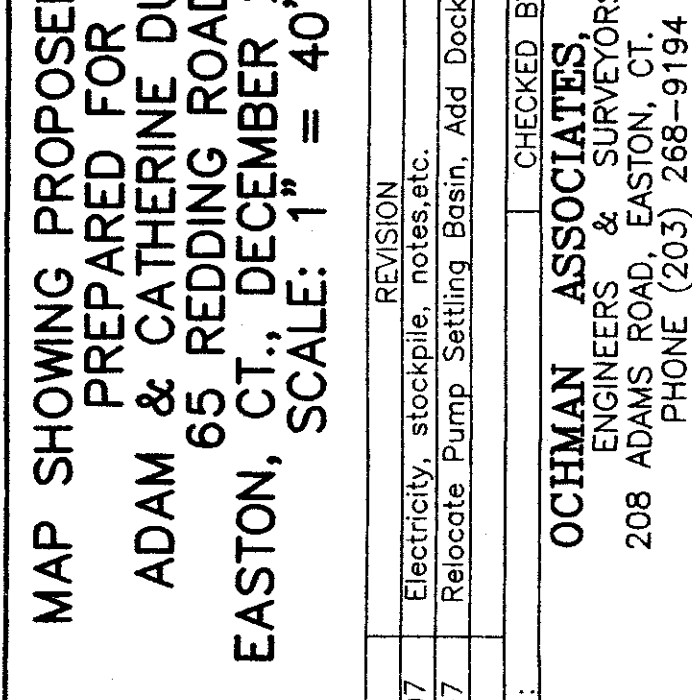 MAP SHOWING PROPOSED
PREPARED FOR
ADAM & CATHERINE
65 REDDING ROAD
EASTON, CT., DECEMBER
SCALE: 1" = 40'
REVISION
7 Electricity, stockpile, notes,etc.
7 Relocate Pump Settling Basin, Add Dock
: CHECKED B
OCHMAN ASSOCIATES,
ENGINEERS & SURVEYORS
208 ADAMS ROAD, EASTON, CT.
PHONE (203) 268-9194